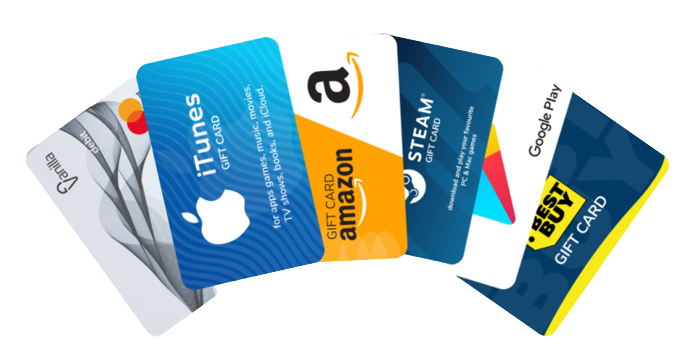 Vanilla
debit
iTunes
GIFT CARD
for apps games, music, movies,
TV shows, books, and iCloud.
a
GIFT CARD
amazon
STEAM®
GIFT CARD
download and play your favourite
PC & Mac games
Google Play
BEST
BUY
GIFT CARD